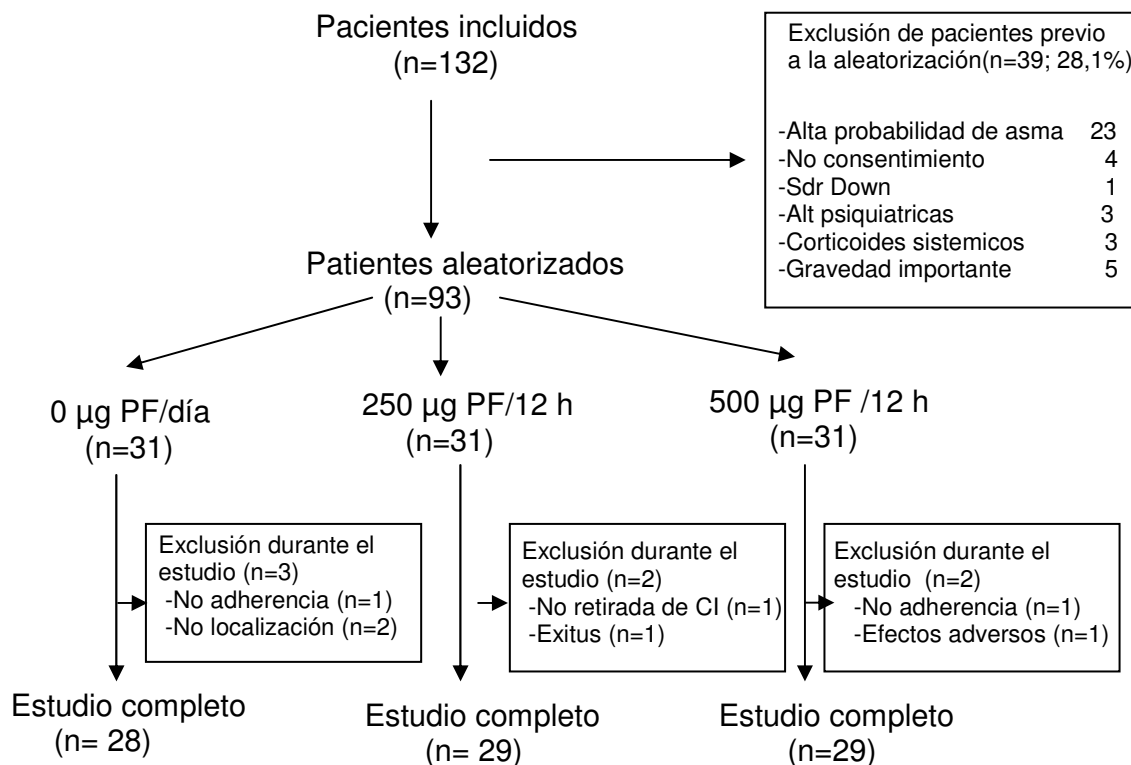 Pacientes incluidos
(n=132)
Exclusión de pacientes previo
a la aleatorización(n=39; 28,1%)
-Alta probabilidad de asma 23
-No consentimiento 4
-Sdr Down 1
-Alt psiquiatricas 3
-Corticoides sistemicos 3
-Gravedad importante 5
Patientes aleatorizados
(n=93)
0 µg PF/día
(n=31)
250 µg PF/12 h
(n=31)
500 µg PF /12 h
(n=31)
Exclusión durante el
estudio (n=3)
-No adherencia (n=1)
-No localización (n=2)
Exclusión durante el
estudio (n=2)
-No retirada de CI (n=1)
-Exitus (n=1)
Exclusión durante el
estudio (n=2)
-No adherencia (n=1)
-Efectos adversos (n=1)
Estudio completo
(n= 28)
Estudio completo
(n= 29)
Estudio completo
(n=29)